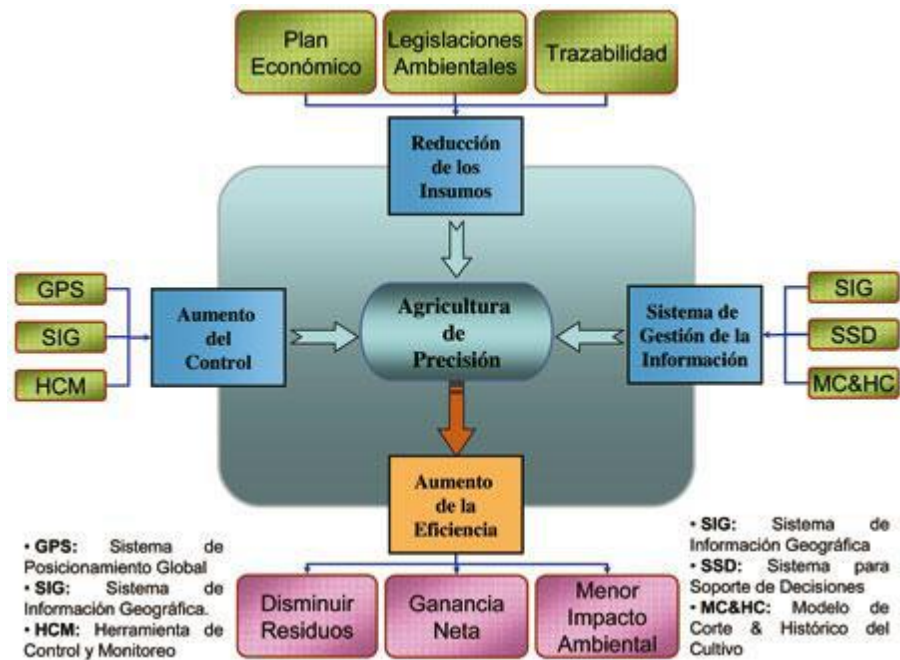 Plan
Económico
Legislaciones
Ambientales
Trazabilidad
Reducción
de los
Insumos
GPS
SIG
HCM
Aumento
del
Control
Agricultura
de
Precisión
Sistema de
Gestión de la
Información
SIG
SSD
MC&HC
Aumento
de la
Eficiencia
• GPS: Sistema de
Posicionamiento Global
• SIG: Sistema de
Información Geográfica.
• HCM: Herramienta de
Control y Monitoreo
Disminuir
Residuos
Ganancia
Neta
Menor
Impacto
Ambiental
• SIG: Sistema de
Información Geográfica
• SSD: Sistema para
Soporte de Decisiones
• MC&HC: Modelo de
Corte & Histórico del
Cultivo